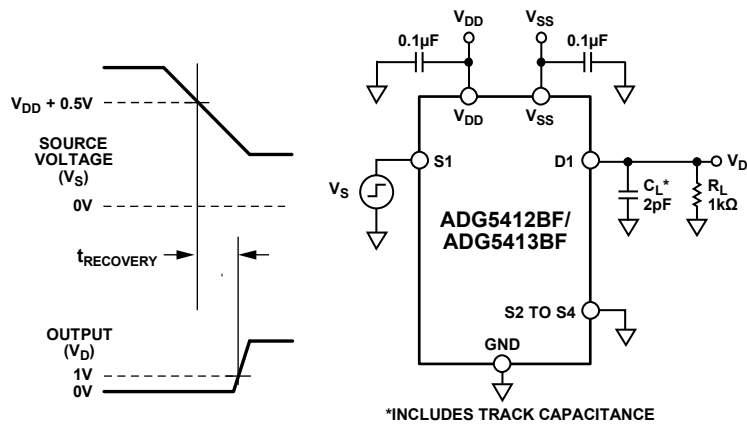 V_DD + 0.5V
SOURCE
VOLTAGE
(V_S)
0V
t_RECOVERY
OUTPUT
(V_D)
1V
0V
V_DD
V_SS
0.1µF
0.1µF
V_DD
V_SS
S1
D1
V_D
V_S
C_L*
2pF
R_L
1kΩ
ADG5412BF/
ADG5413BF
S2 TO S4
GND
*INCLUDES TRACK CAPACITANCE